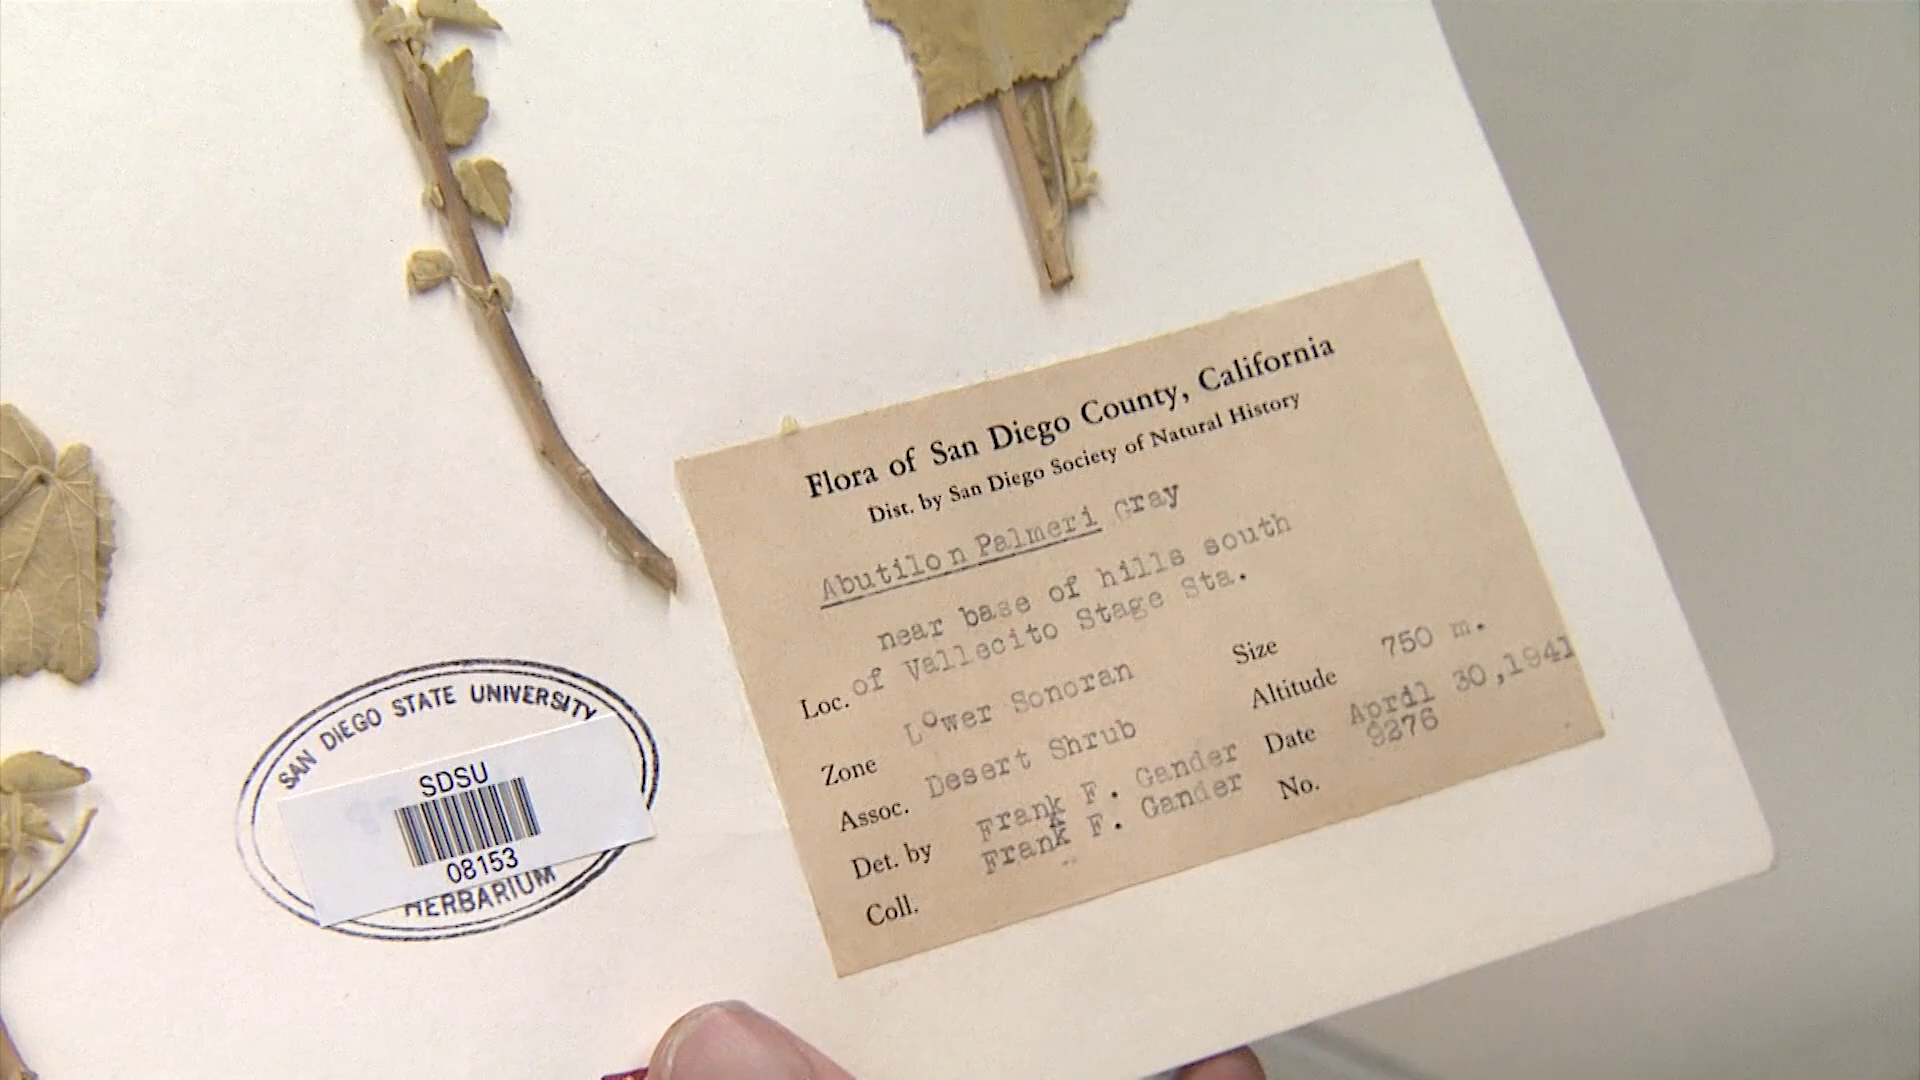 Flora of San Diego County, California
Dist. by San Diego Society of Natural History
Abutilon Palmeri Gray
near base of hills south
Loc. of Vallecito Stage Sta.
Zone Lower Sonoran Size
Assoc. Desert Shrub Altitude 750 m.
Det. by Frank F. Gander Date April 30,1941
Coll. Frank F. Gander No. 9276
SAN DIEGO STATE UNIVERSITY
SDSU
08153
HERBARIUM